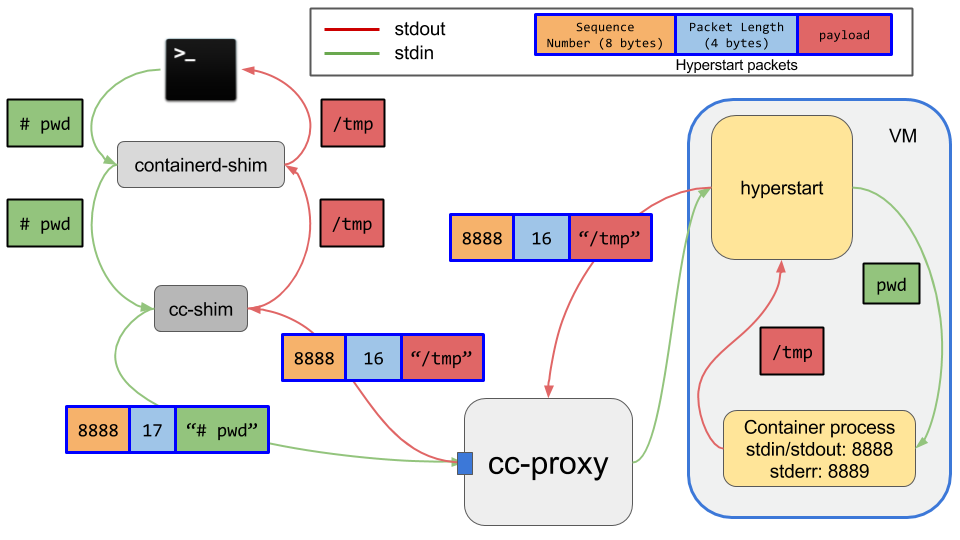 stdout
stdin
Sequence
Number (8 bytes)
Packet Length
(4 bytes)
payload
Hyperstart packets
>_
# pwd
/tmp
containerd-shim
# pwd
/tmp
cc-shim
8888 16 “/tmp”
8888 16 “/tmp”
8888 17 “# pwd”
cc-proxy
VM
hyperstart
pwd
/tmp
Container process
stdin/stdout: 8888
stderr: 8889